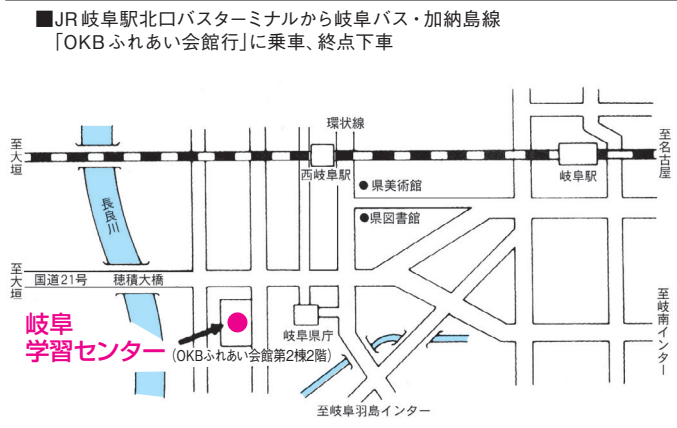 ■JR岐阜駅北口バスターミナルから岐阜バス・加納島線
「OKBふれあい会館行」に乗車、終点下車
環状線
至大垣
西岐阜駅
岐阜駅
至名古屋
●県美術館
●県図書館
長良川
至大垣
国道21号
穂積大橋
岐阜
学習センター
(OKBふれあい会館第2棟2階)
岐阜県庁
至岐南インター
至岐阜羽島インター